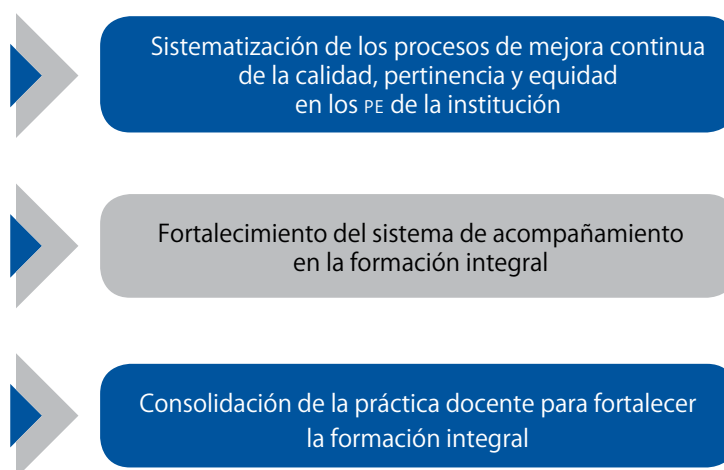 Sistematización de los procesos de mejora continua
de la calidad, pertinencia y equidad
en los PE de la institución
Fortalecimiento del sistema de acompañamiento
en la formación integral
Consolidación de la práctica docente para fortalecer
la formación integral